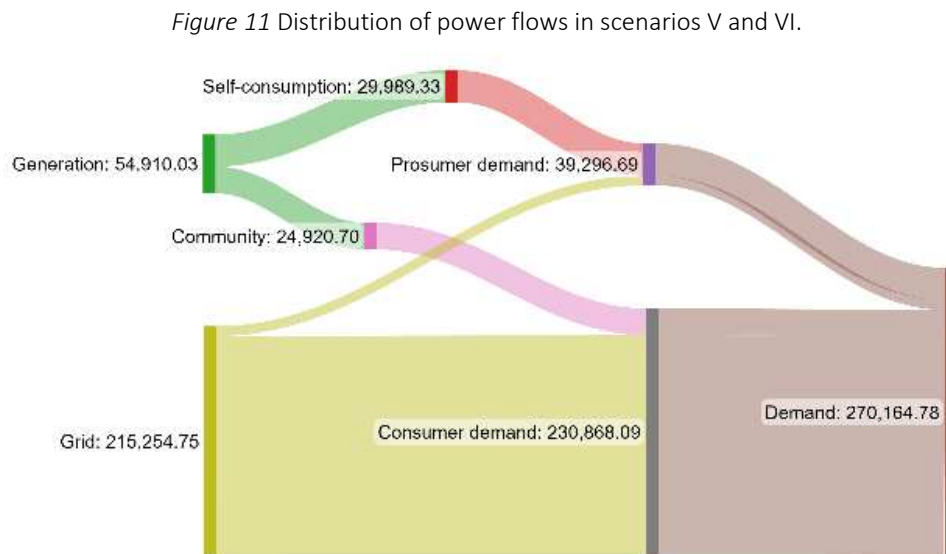 Figure 11 Distribution of power flows in scenarios V and VI.
Self-consumption: 29,989.33
Generation: 54,910.03
Prosumer demand: 39,296.69
Community: 24,920.70
Demand: 270,164.78
Consumer demand: 230,868.09
Grid: 215,254.75